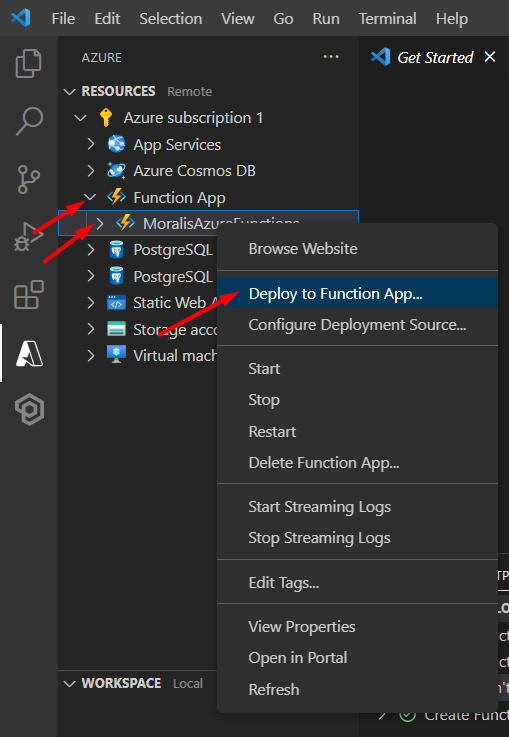 File Edit Selection View Go Run Terminal Help
AZURE
Get Started
RESOURCES Remote
Azure subscription 1
App Services
Azure Cosmos DB
Function App
MoralisAzureFunctions
PostgreSQL
PostgreSQL
Static Web A
Storage acco
Virtual mach
Browse Website
Deploy to Function App...
Configure Deployment Source...
Start
Stop
Restart
Delete Function App...
Start Streaming Logs
Stop Streaming Logs
Edit Tags...
View Properties
Open in Portal
Refresh
WORKSPACE Local
Create Func